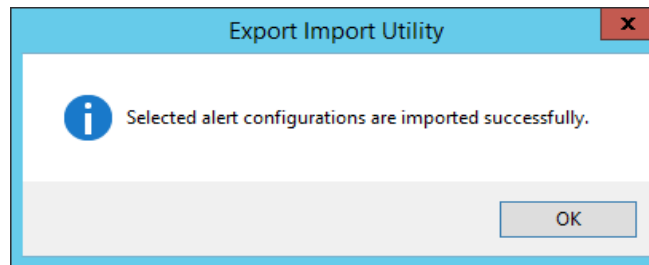 Export Import Utility
x
Selected alert configurations are imported successfully.
OK